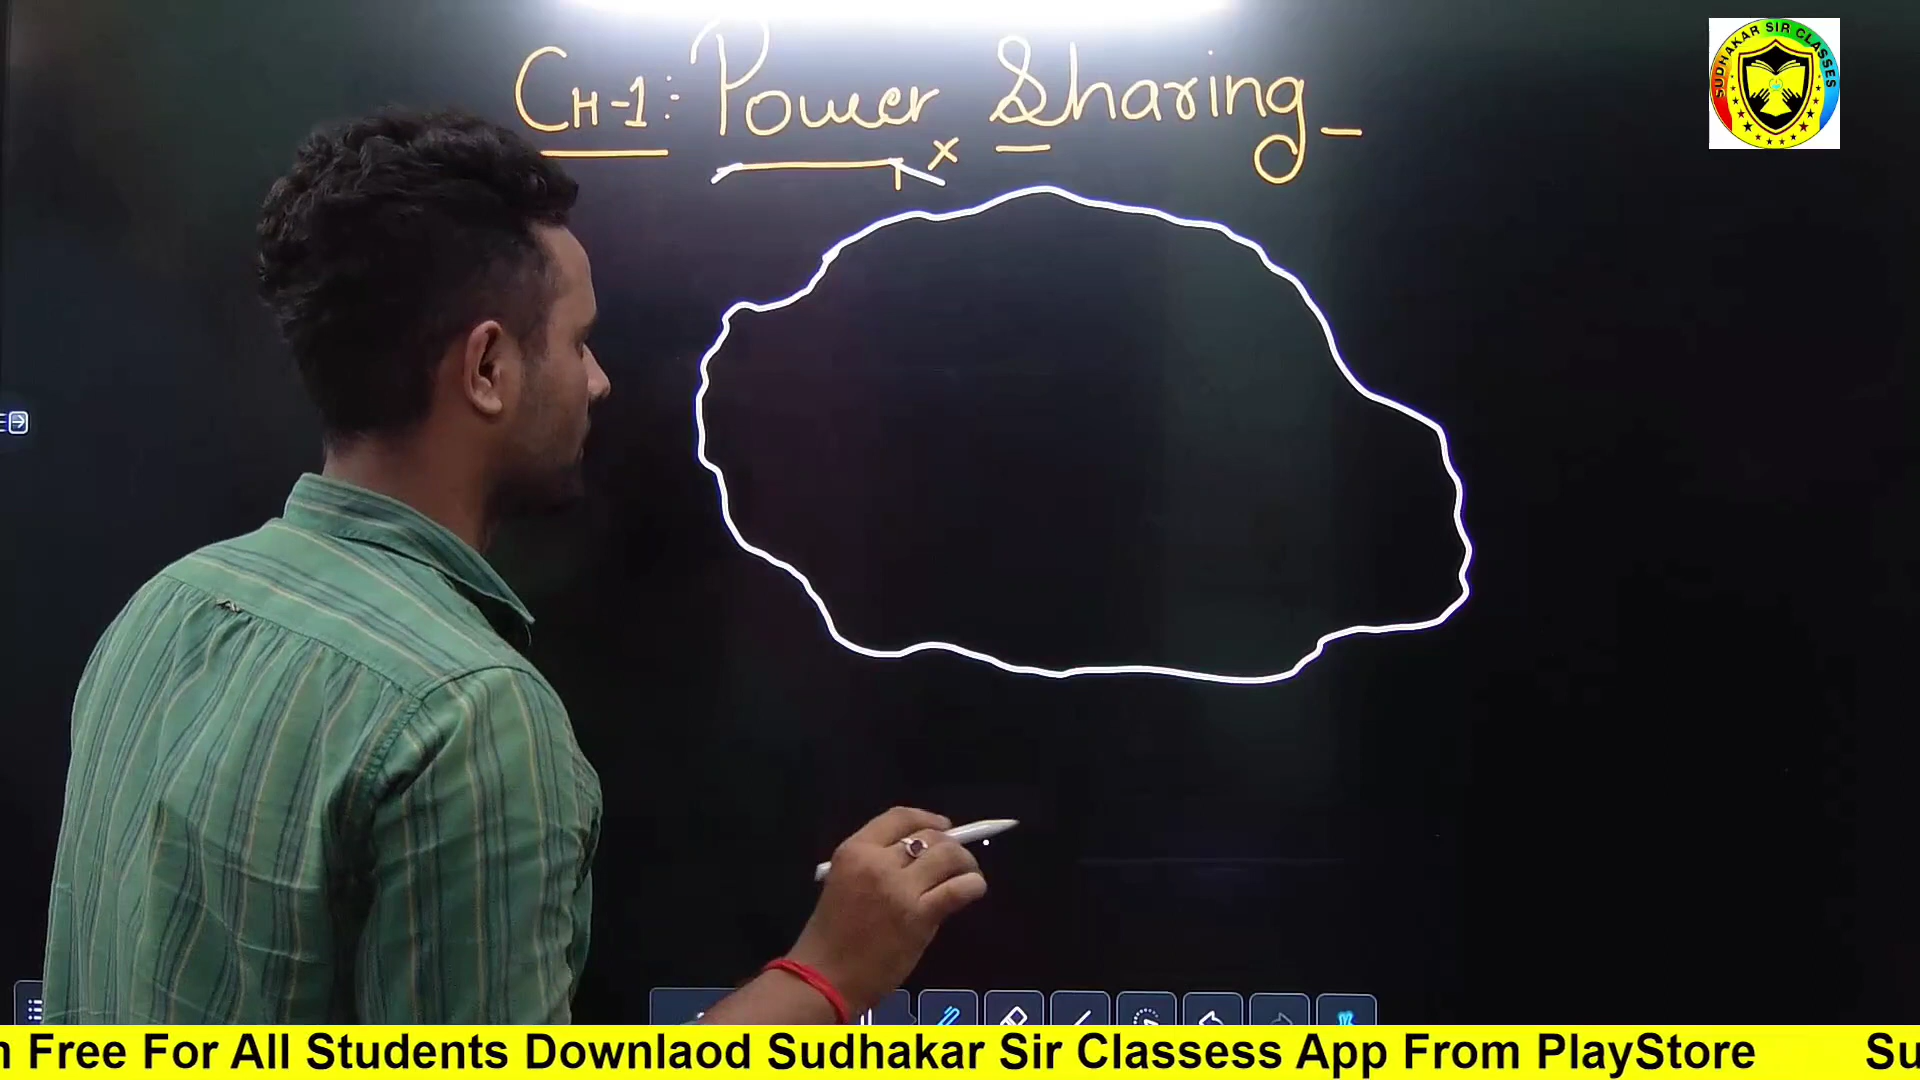 CH-1: Power Sharing
SUDHAKAR SIR CLASSES
n Free For All Students Downlaod Sudhakar Sir Classess App From PlayStore Su